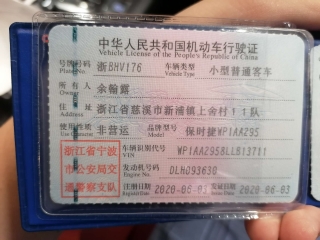 中华人民共和国机动车行驶证
Vehicle License of the People's Republic of China
号牌号码 浙BHV176 车辆类型 小型普通客车
Plate No. Vehicle Type
所有人 余翰露
Owner
住址 浙江省慈溪市新浦镇上舍村11队
Address
使用性质 非营运 品牌型号 保时捷WP1AA295
Use Character Model
浙江省宁波 车辆识别代号 WP1AA2958LLB13711
VIN
市公安局交 发动机号码 DLH093630
Engine No.
通警察支队 注册日期 2020-06-03 发证日期 2020-06-03
Register Date Issue Date